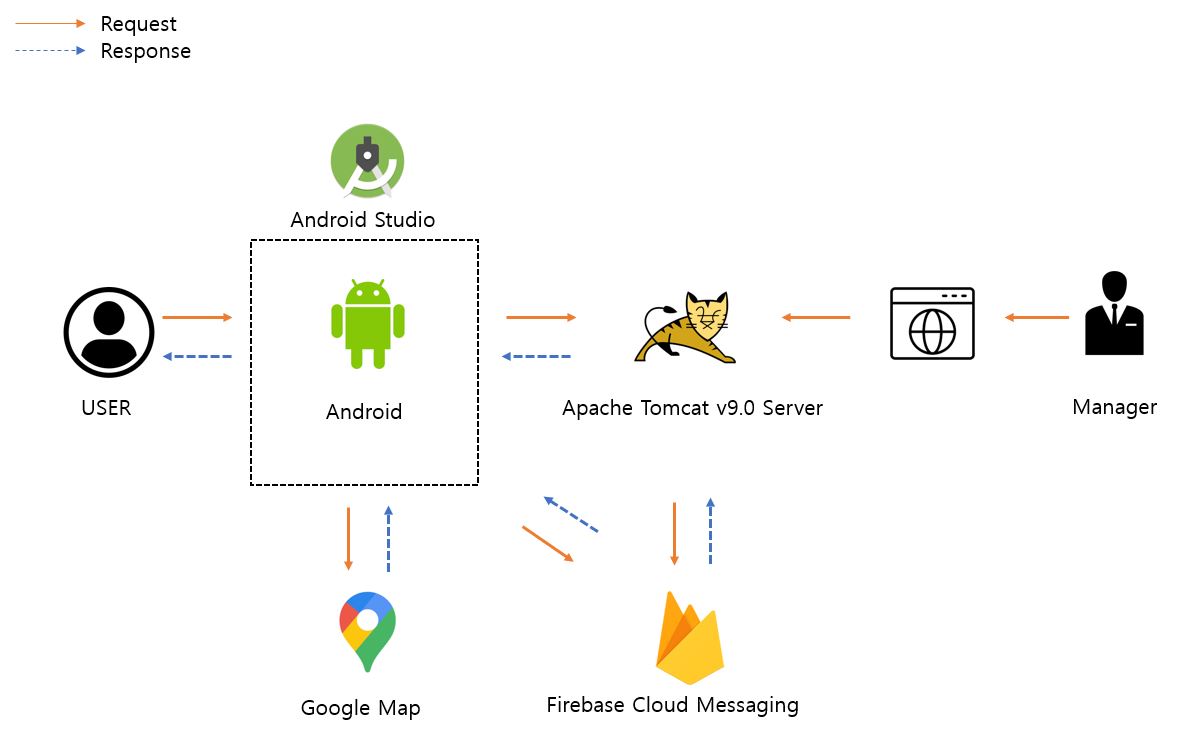 Request
Response
Android Studio
USER
Android
Apache Tomcat v9.0 Server
Manager
Google Map
Firebase Cloud Messaging